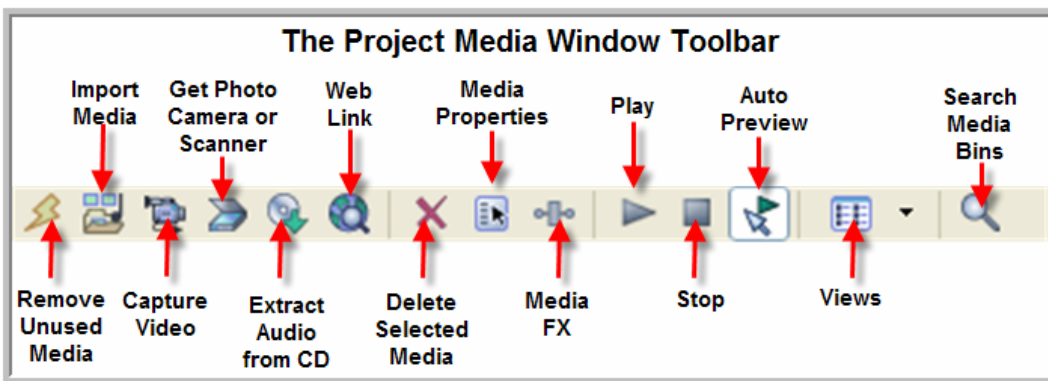 The Project Media Window Toolbar
Import
Media
Get Photo
Camera or
Scanner
Web
Link
Media
Properties
Play
Auto
Preview
Search
Media
Bins
Remove
Unused
Media
Capture
Video
Extract
Audio
from CD
Delete
Selected
Media
Media
FX
Stop
Views